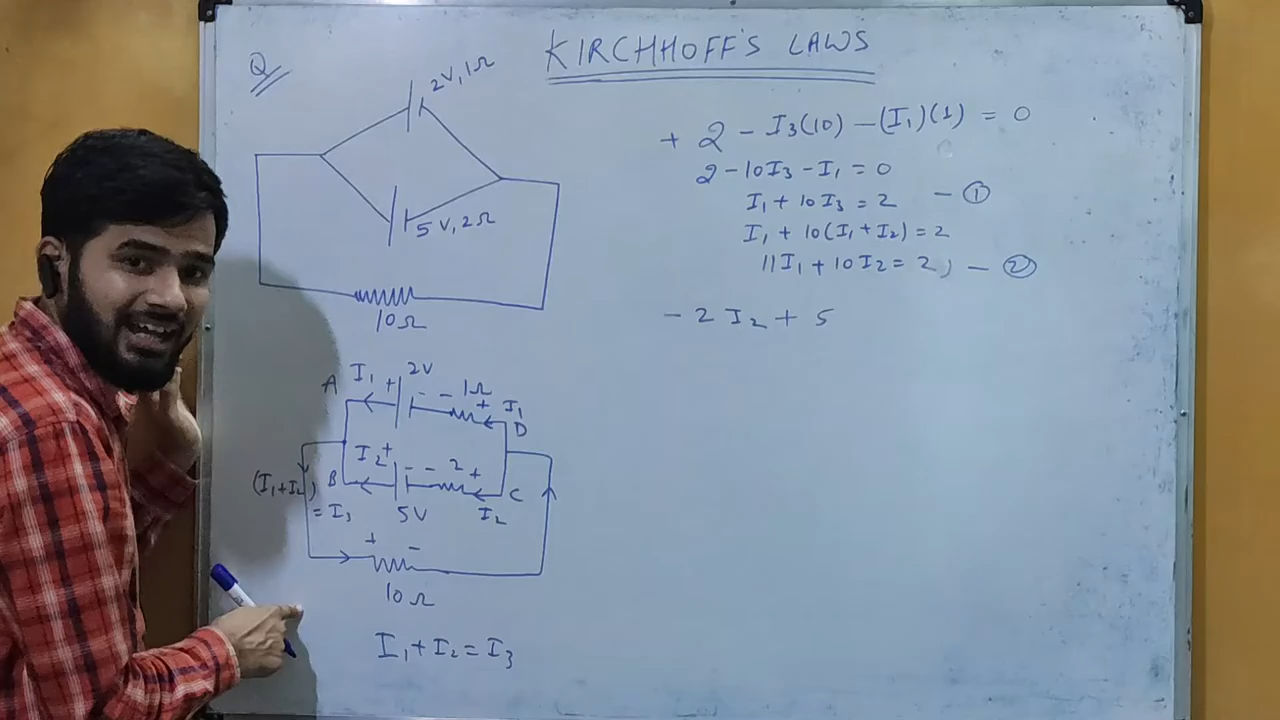 KIRCHHOFF'S LAWS
Q
2V, 1Ω
5V, 2Ω
10Ω
+ 2 - I₃(10) - (I₁)(1) = 0
2 - 10I₃ - I₁ = 0
I₁ + 10I₃ = 2 - ①
I₁ + 10(I₁+I₂) = 2
11I₁ + 10I₂ = 2, - ②
- 2 I₂ + 5
A I₁ + 2V - - 1Ω + I₁ D
I₂ + - - 2 +
(I₁+I₂) B 5V I₂ C
= I₃
+ -
10Ω
I₁ + I₂ = I₃